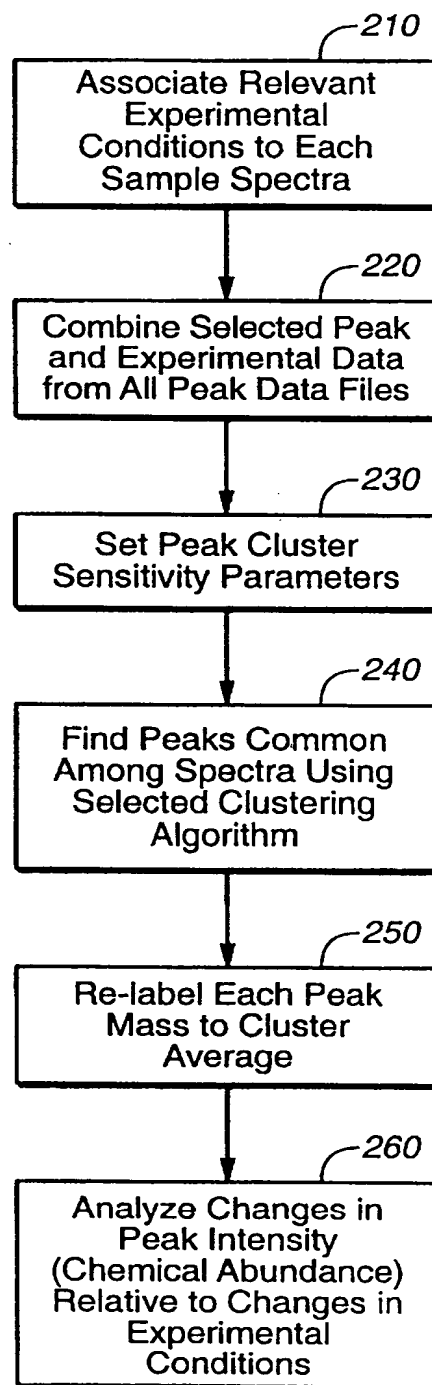 210
Associate Relevant
Experimental
Conditions to Each
Sample Spectra
220
Combine Selected Peak
and Experimental Data
from All Peak Data Files
230
Set Peak Cluster
Sensitivity Parameters
240
Find Peaks Common
Among Spectra Using
Selected Clustering
Algorithm
250
Re-label Each Peak
Mass to Cluster
Average
260
Analyze Changes in
Peak Intensity
(Chemical Abundance)
Relative to Changes in
Experimental
Conditions